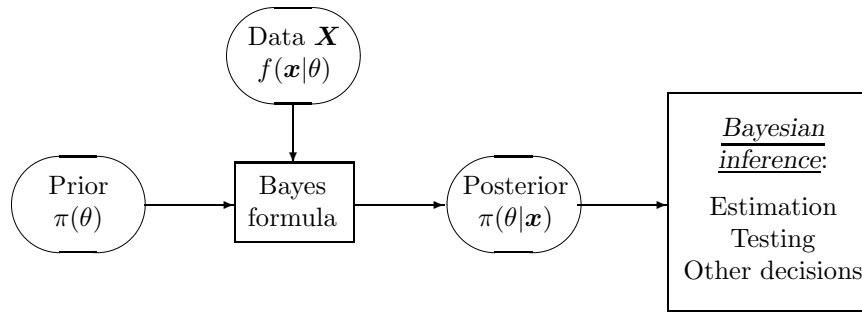 Data X
f(x|θ)
Prior
π(θ)
Bayes
formula
Posterior
π(θ|x)
Bayesian
inference:
Estimation
Testing
Other decisions